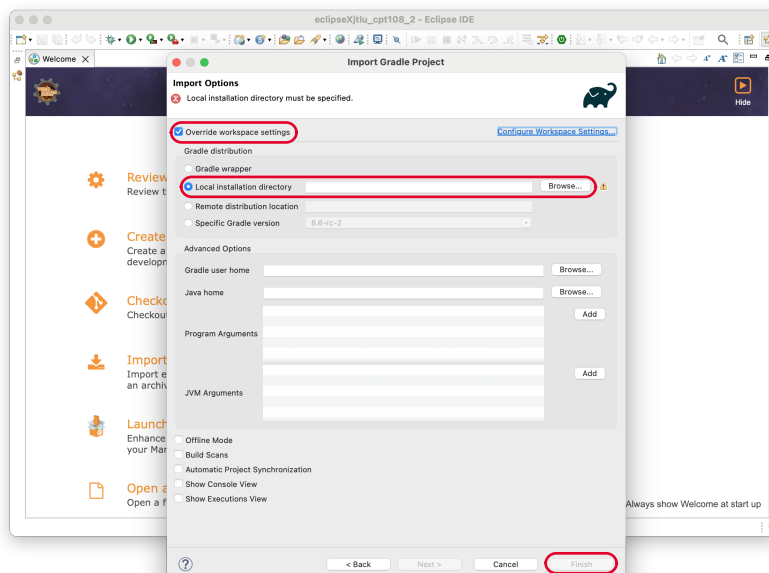 eclipseXjtlu_cpt108_2 - Eclipse IDE
Welcome
Import Gradle Project
Import Options
Local installation directory must be specified.
Hide
Override workspace settings
Configure Workspace Settings...
Gradle distribution
Gradle wrapper
Local installation directory
Browse...
Remote distribution location
Specific Gradle version
8.6-rc-2
Advanced Options
Gradle user home
Browse...
Java home
Browse...
Program Arguments
Add
JVM Arguments
Add
Offline Mode
Build Scans
Automatic Project Synchronization
Show Console View
Show Executions View
Review
Review t
Create
Create a
developm
Checko
Checkou
Import
Import e
an archiv
Launch
Enhance
your Mar
Open a
Open a f
Always show Welcome at start up
?
< Back
Next >
Cancel
Finish